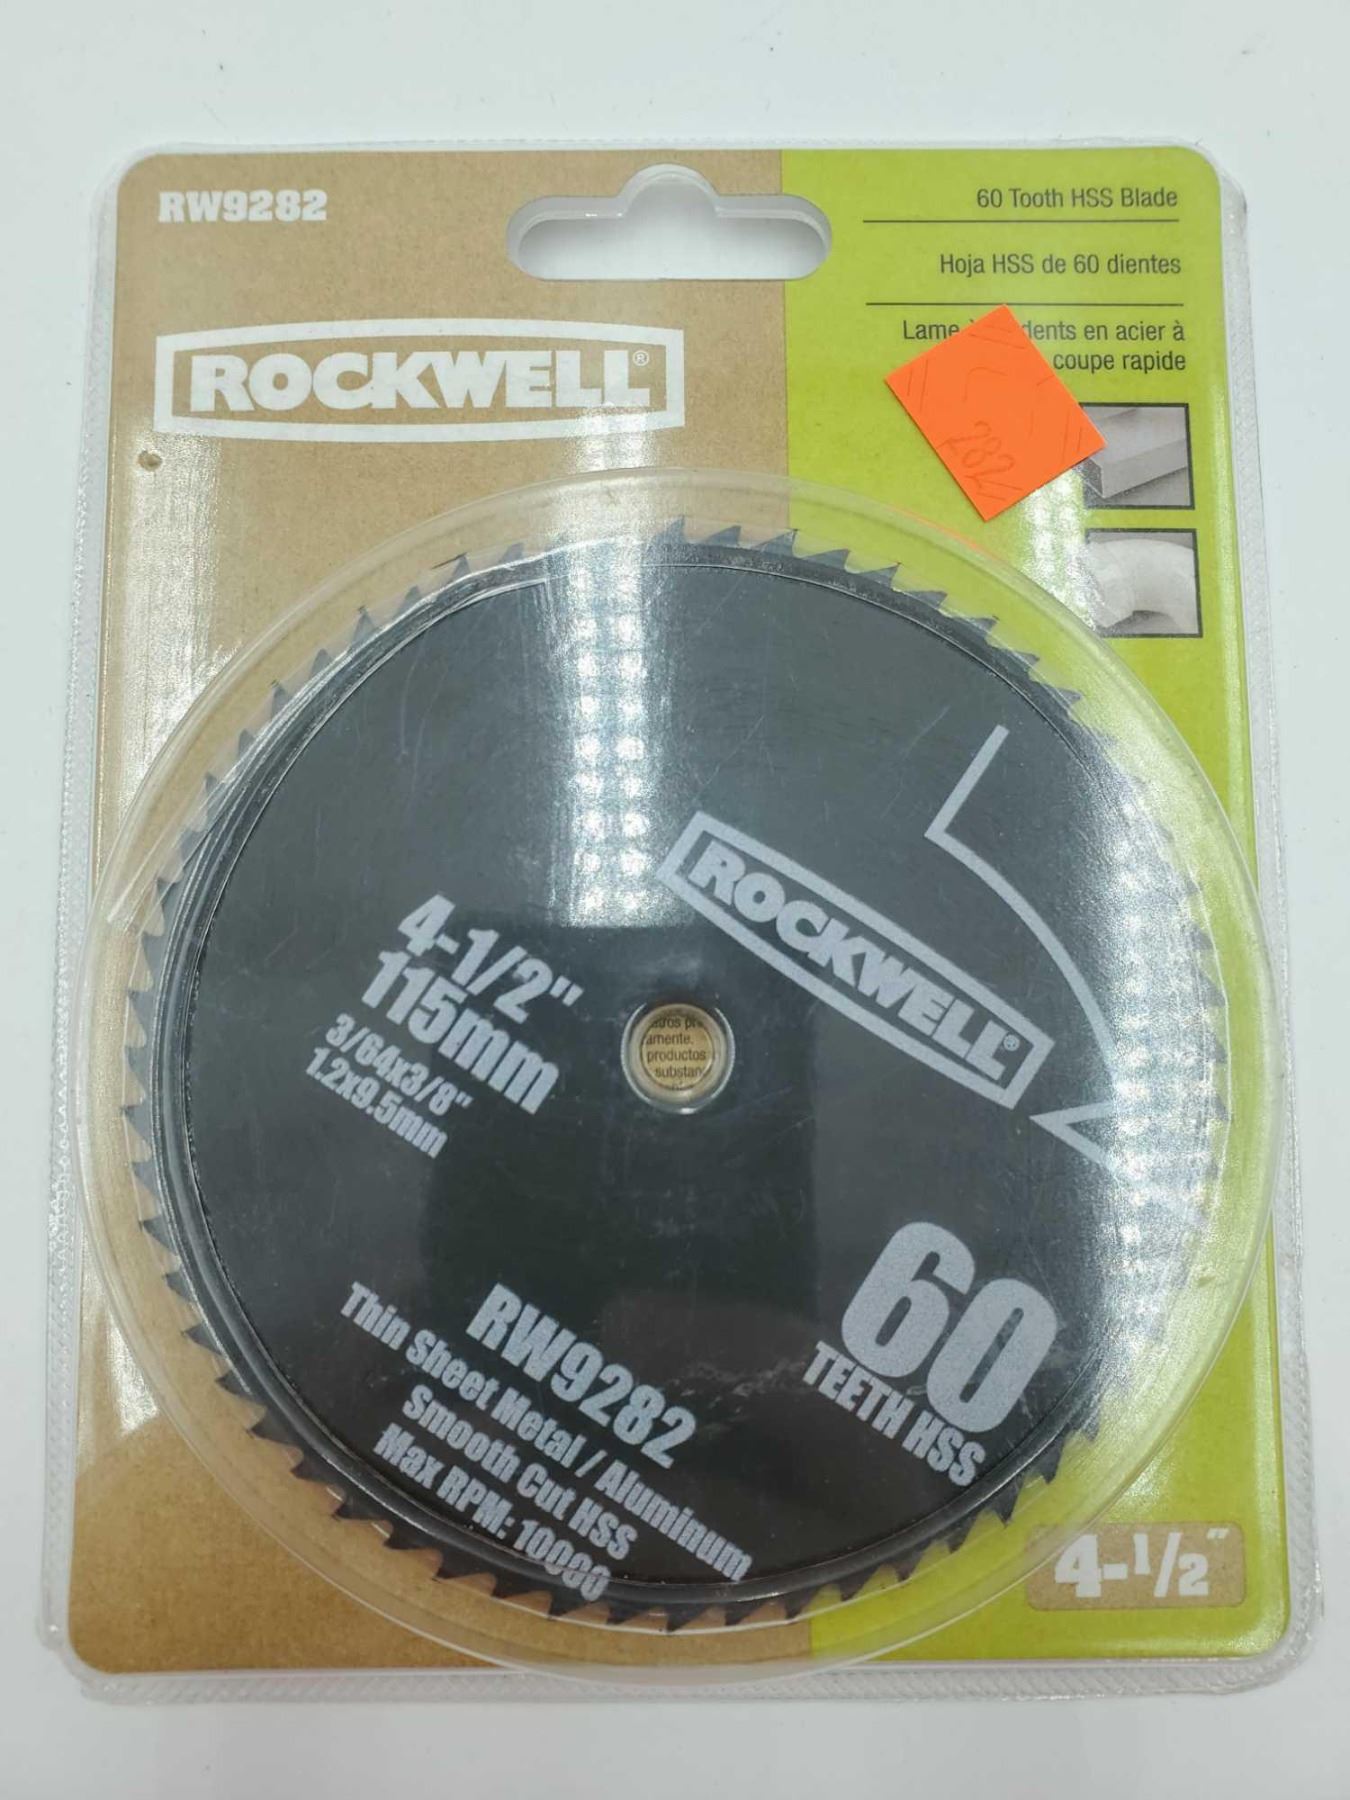 RW9282
60 Tooth HSS Blade
Hoja HSS de 60 dientes
Lame dents en acier à
coupe rapide
ROCKWELL®
282
ROCKWELL®
4-1/2"
115mm
3/64x3/8"
1.2x9.5mm
amente.
productos
60
TEETH HSS
RW9282
Thin Sheet Metal / Aluminum
Smooth Cut HSS
Max RPM: 10000
4-1/2"